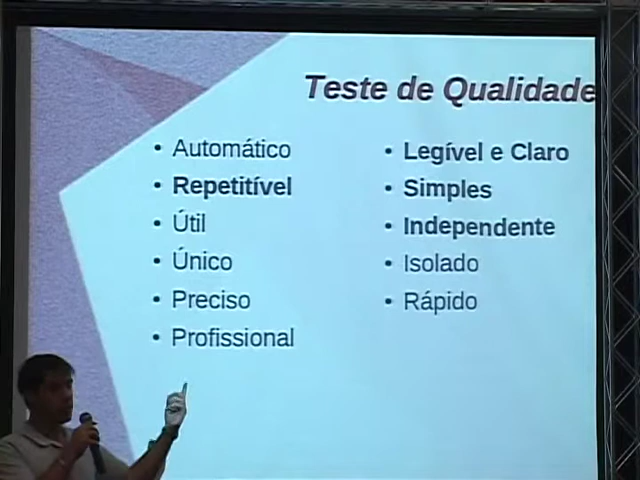 Teste de Qualidade
• Automático
• Repetitível
• Útil
• Único
• Preciso
• Profissional
• Legível e Claro
• Simples
• Independente
• Isolado
• Rápido